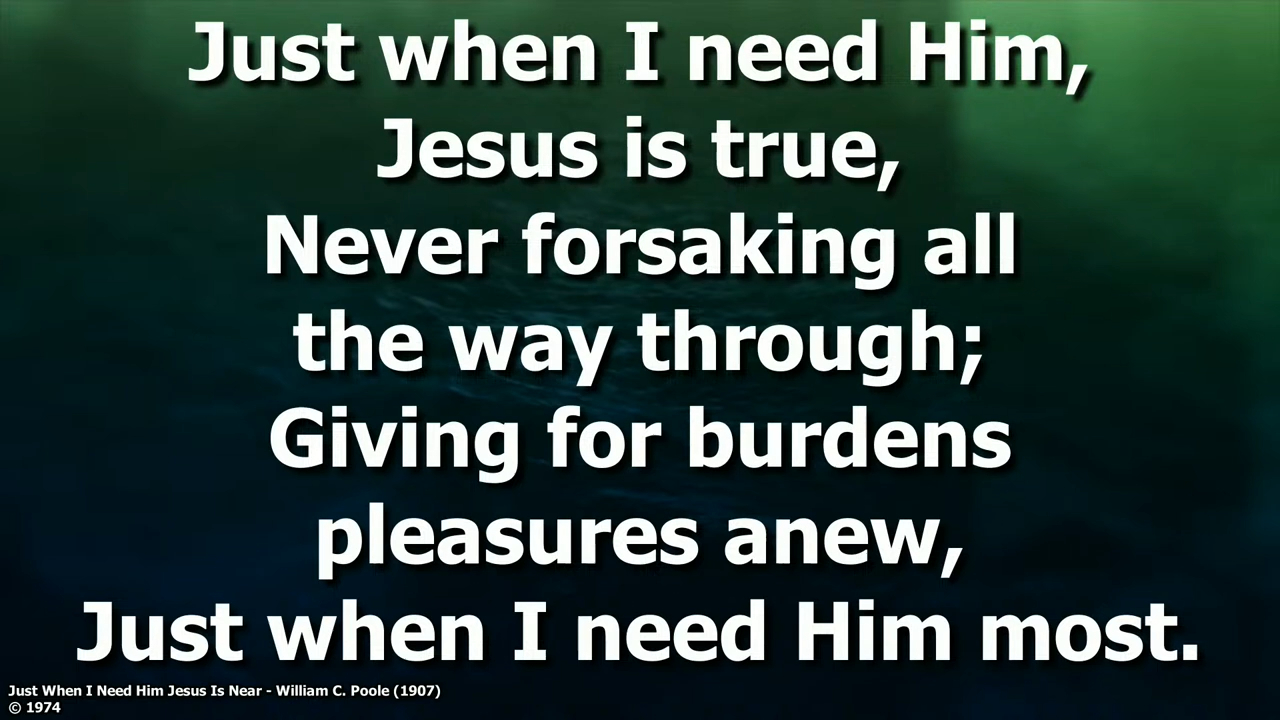 Just when I need Him,
Jesus is true,
Never forsaking all
the way through;
Giving for burdens
pleasures anew,
Just when I need Him most.
Just When I Need Him Jesus Is Near - William C. Poole (1907)
© 1974